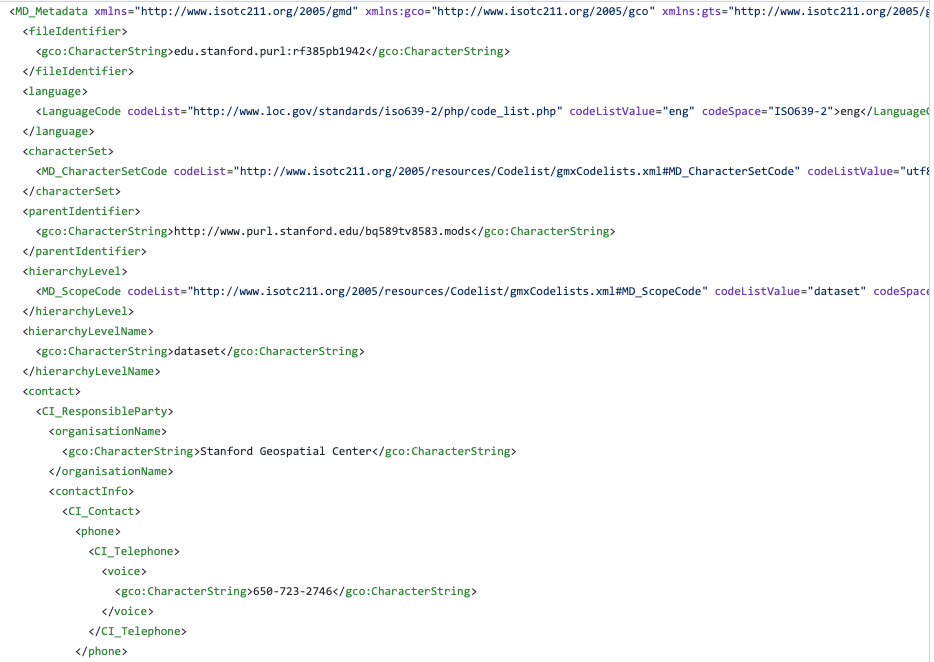 <MD_Metadata xmlns="http://www.isotc211.org/2005/gmd" xmlns:gco="http://www.isotc211.org/2005/gco" xmlns:gts="http://www.isotc211.org/2005/g
<fileIdentifier>
<gco:CharacterString>edu.stanford.purl:rf385pb1942</gco:CharacterString>
</fileIdentifier>
<language>
<LanguageCode codeList="http://www.loc.gov/standards/iso639-2/php/code_list.php" codeListValue="eng" codeSpace="ISO639-2">eng</LanguageC
</language>
<characterSet>
<MD_CharacterSetCode codeList="http://www.isotc211.org/2005/resources/Codelist/gmxCodelists.xml#MD_CharacterSetCode" codeListValue="utf8
</characterSet>
<parentIdentifier>
<gco:CharacterString>http://www.purl.stanford.edu/bq589tv8583.mods</gco:CharacterString>
</parentIdentifier>
<hierarchyLevel>
<MD_ScopeCode codeList="http://www.isotc211.org/2005/resources/Codelist/gmxCodelists.xml#MD_ScopeCode" codeListValue="dataset" codeSpace
</hierarchyLevel>
<hierarchyLevelName>
<gco:CharacterString>dataset</gco:CharacterString>
</hierarchyLevelName>
<contact>
<CI_ResponsibleParty>
<organisationName>
<gco:CharacterString>Stanford Geospatial Center</gco:CharacterString>
</organisationName>
<contactInfo>
<CI_Contact>
<phone>
<CI_Telephone>
<voice>
<gco:CharacterString>650-723-2746</gco:CharacterString>
</voice>
</CI_Telephone>
</phone>